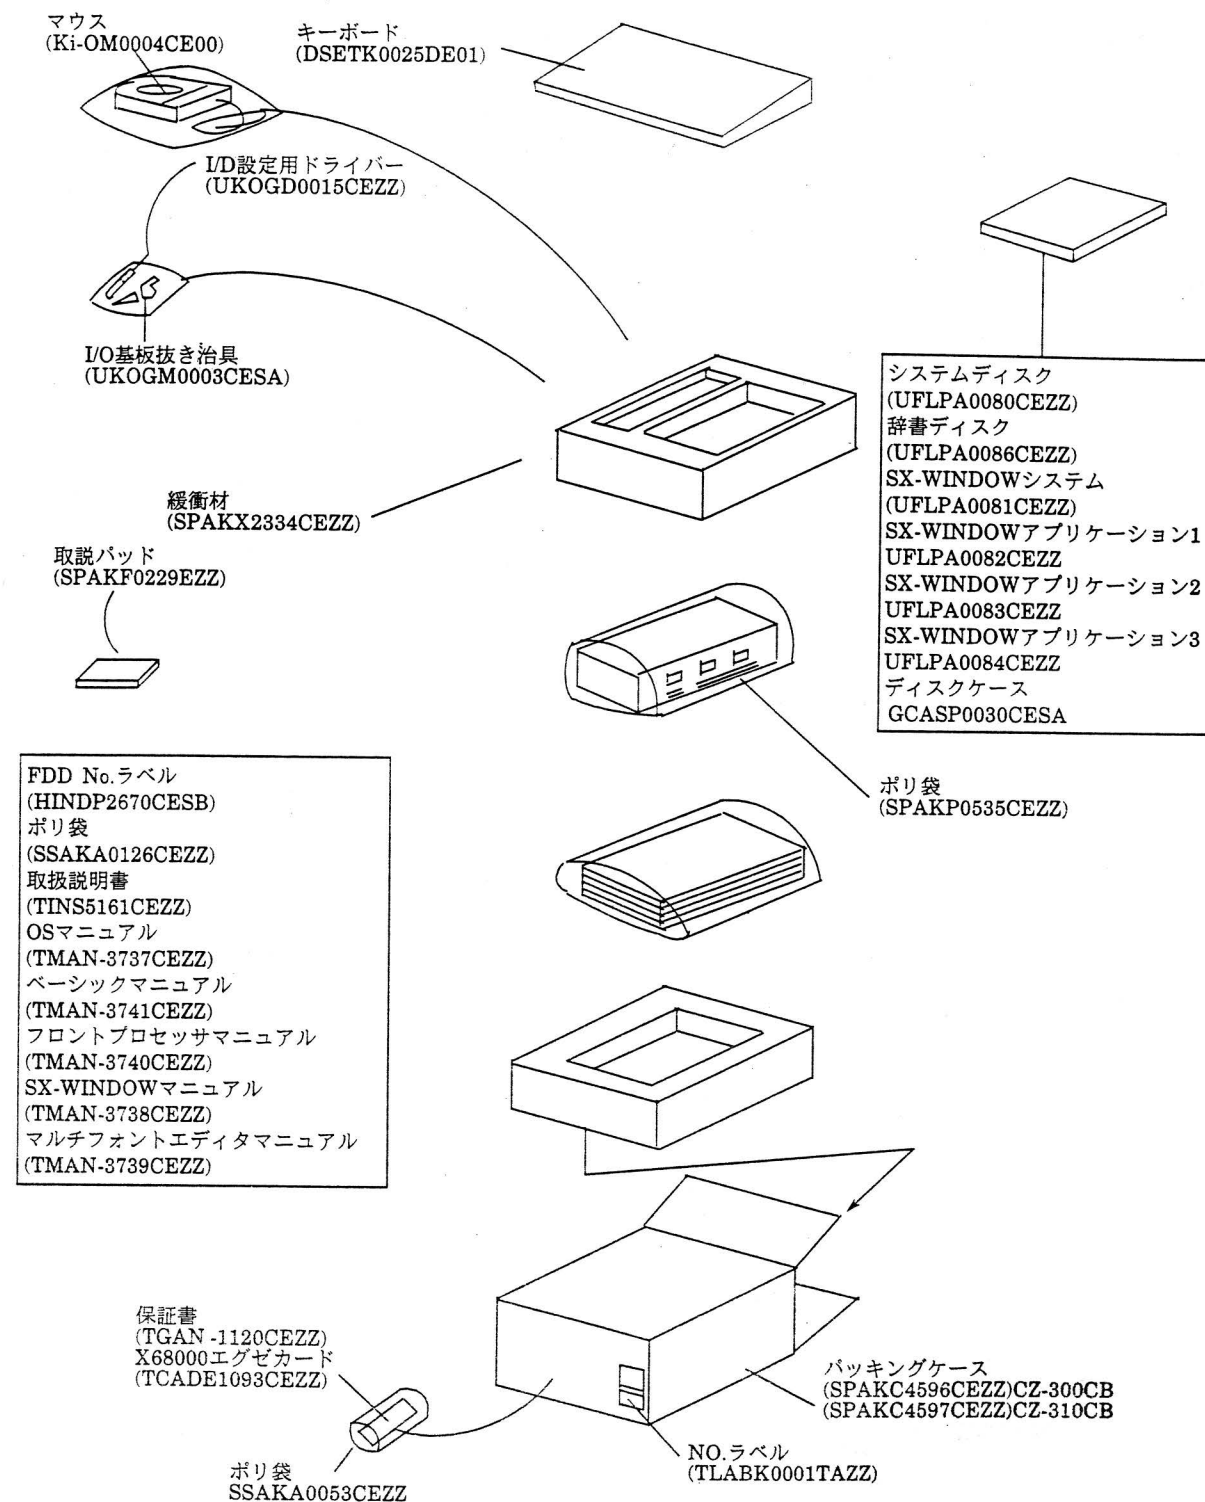 マウス
(Ki-OM0004CE00)
キーボード
(DSETK0025DE01)
I/D設定用ドライバー
(UKOGD0015CEZZ)
I/O基板抜き治具
(UKOGM0003CESA)
緩衝材
(SPAKX2334CEZZ)
取説パッド
(SPAKF0229EZZ)
システムディスク
(UFLPA0080CEZZ)
辞書ディスク
(UFLPA0086CEZZ)
SX-WINDOWシステム
(UFLPA0081CEZZ)
SX-WINDOWアプリケーション1
UFLPA0082CEZZ
SX-WINDOWアプリケーション2
UFLPA0083CEZZ
SX-WINDOWアプリケーション3
UFLPA0084CEZZ
ディスクケース
GCASP0030CESA
ポリ袋
(SPAKP0535CEZZ)
FDD No.ラベル
(HINDP2670CESB)
ポリ袋
(SSAKA0126CEZZ)
取扱説明書
(TINS5161CEZZ)
OSマニュアル
(TMAN-3737CEZZ)
ベーシックマニュアル
(TMAN-3741CEZZ)
フロントプロセッサマニュアル
(TMAN-3740CEZZ)
SX-WINDOWマニュアル
(TMAN-3738CEZZ)
マルチフォントエディタマニュアル
(TMAN-3739CEZZ)
保証書
(TGAN -1120CEZZ)
X68000エグゼカード
(TCADE1093CEZZ)
ポリ袋
SSAKA0053CEZZ
パッキングケース
(SPAKC4596CEZZ)CZ-300CB
(SPAKC4597CEZZ)CZ-310CB
NO.ラベル
(TLABK0001TAZZ)